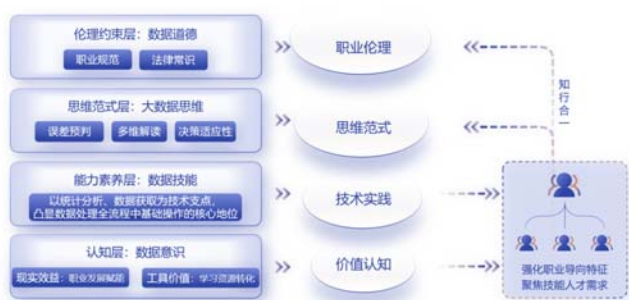 伦理约束层：数据道德
职业规范
法律常识
职业伦理
思维范式层：大数据思维
误差预判
多维解读
决策适应性
思维范式
知行合一
能力素养层：数据技能
以统计分析、数据获取为技术支点，
凸显数据处理全流程中基础操作的核心地位
技术实践
认知层：数据意识
现实效益：职业发展赋能
工具价值：学习资源转化
价值认知
强化职业导向特征
聚焦技能人才需求